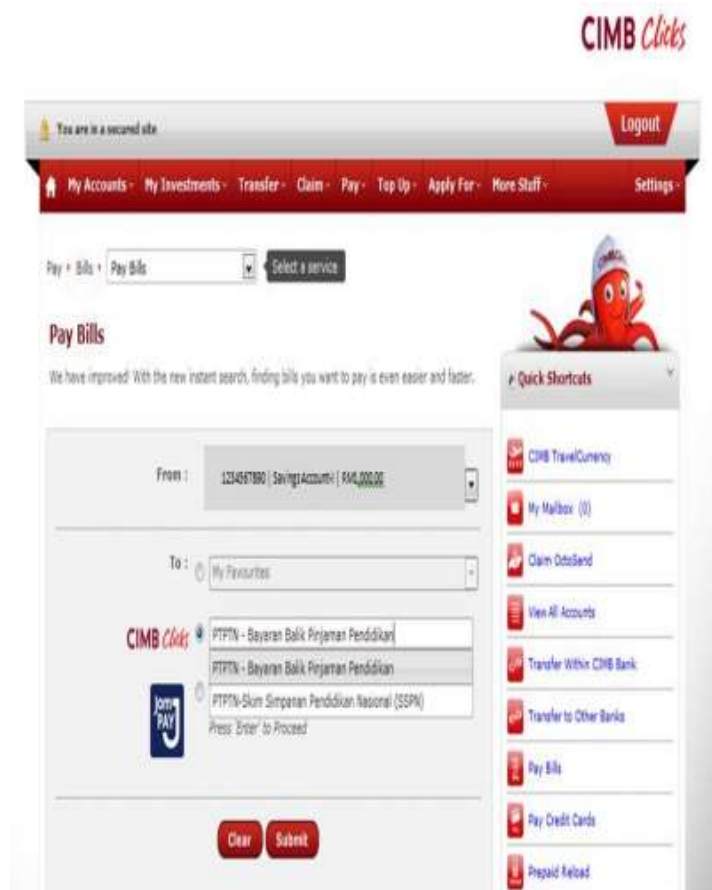 CIMB Clicks
You are in a secured site
Logout
My Accounts My Investments Transfer Claim Pay Top Up Apply For More Stuff Settings
Pay Bills Pay Bills Select a service
Pay Bills
We have improved! With the new instant search, finding bills you want to pay is even easier and faster.
Quick Shortcuts
From : 1234567890 | Savings Account-i | RM1,000.00
To : My Favourites
CIMB Clicks PTPTN - Bayaran Balik Pinjaman Pendidikan
PTPTN - Bayaran Balik Pinjaman Pendidikan
Jom PAY
PTPTN-Skim Simpanan Pendidikan Nasional (SSPN)
Press 'Enter' to Proceed
Clear Submit
CIMB TravelCurrency
My Mailbox (0)
Claim OctoSend
View All Accounts
Transfer Within CIMB Bank
Transfer to Other Banks
Pay Bills
Pay Credit Cards
Prepaid Reload